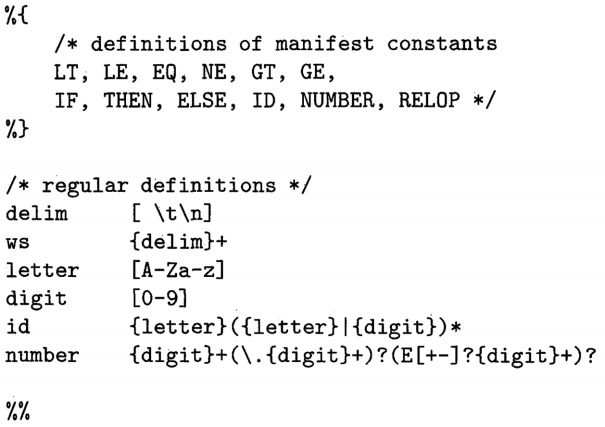 %{
    /* definitions of manifest constants
    LT, LE, EQ, NE, GT, GE,
    IF, THEN, ELSE, ID, NUMBER, RELOP */
%}

/* regular definitions */
delim     [ \t\n]
ws        {delim}+
letter    [A-Za-z]
digit     [0-9]
id        {letter}({letter}|{digit})*
number    {digit}+(\.{digit}+)?(E[+-]?{digit}+)?

%%